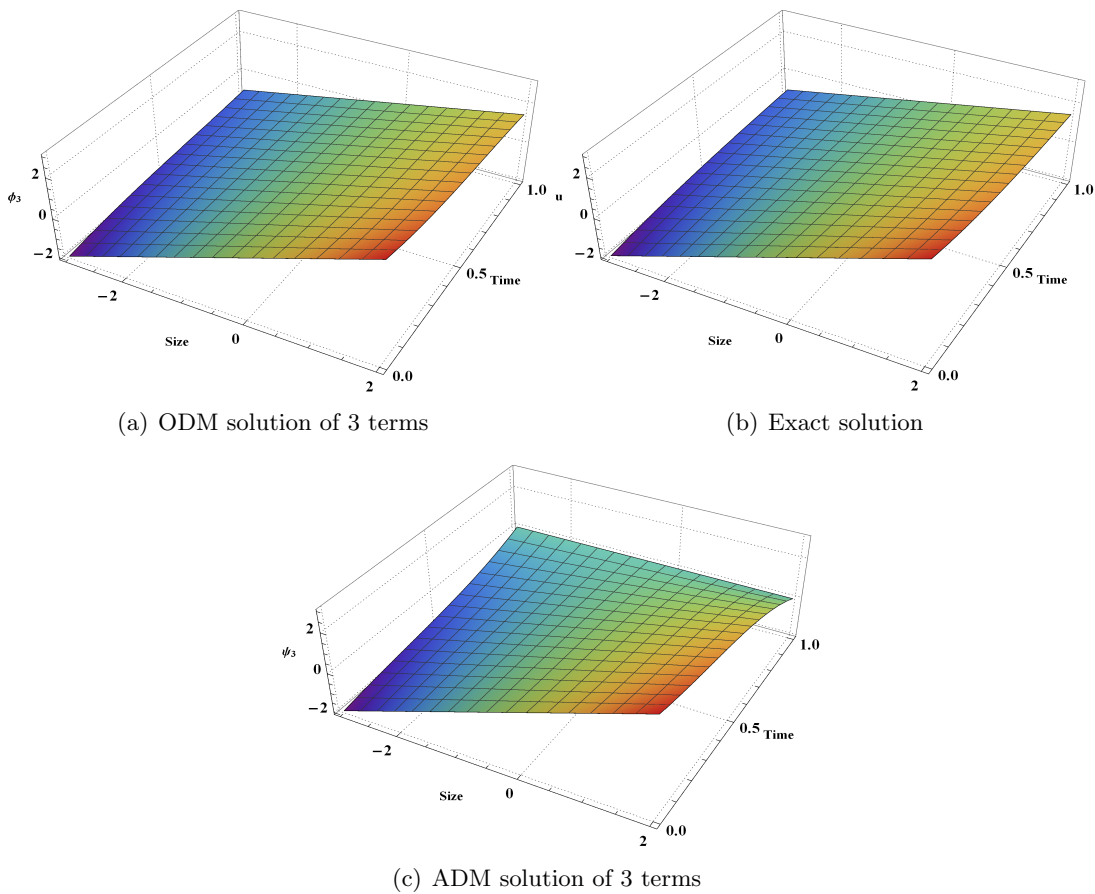 2
0
−2
ϕ₃
−2
0
2
Size
0.0
0.5
1.0
Time
(a) ODM solution of 3 terms
2
0
−2
u
−2
0
2
Size
0.0
0.5
1.0
Time
(b) Exact solution
2
0
−2
ψ₃
−2
0
2
Size
0.0
0.5
1.0
Time
(c) ADM solution of 3 terms